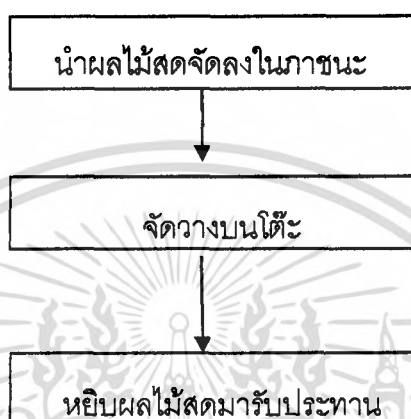 นำผลไม้สดจัดลงในภาชนะ
จัดวางบนโต๊ะ
หยิบผลไม้สดมารับประทาน